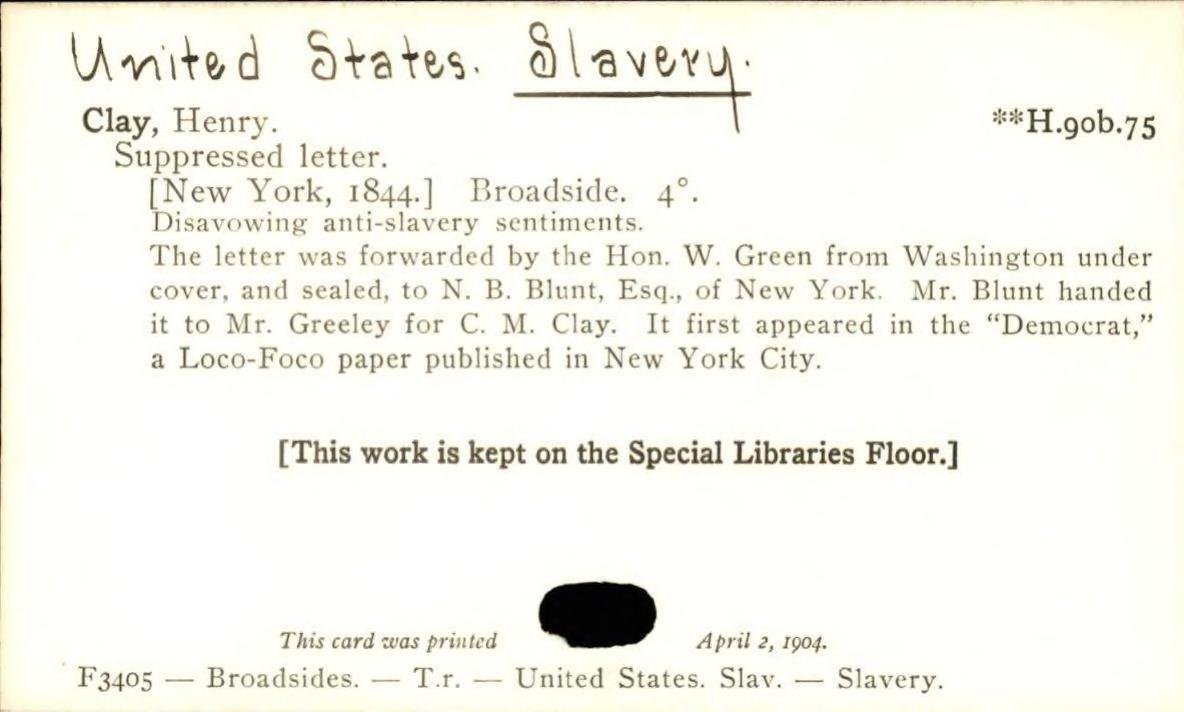 United States. Slavery.
Clay, Henry. **H.90b.75
Suppressed letter.
[New York, 1844.] Broadside. 4°.
Disavowing anti-slavery sentiments.
The letter was forwarded by the Hon. W. Green from Washington under
cover, and sealed, to N. B. Blunt, Esq., of New York. Mr. Blunt handed
it to Mr. Greeley for C. M. Clay. It first appeared in the “Democrat,”
a Loco-Foco paper published in New York City.
[This work is kept on the Special Libraries Floor.]
This card was printed April 2, 1904.
F3405 — Broadsides. — T.r. — United States. Slav. — Slavery.